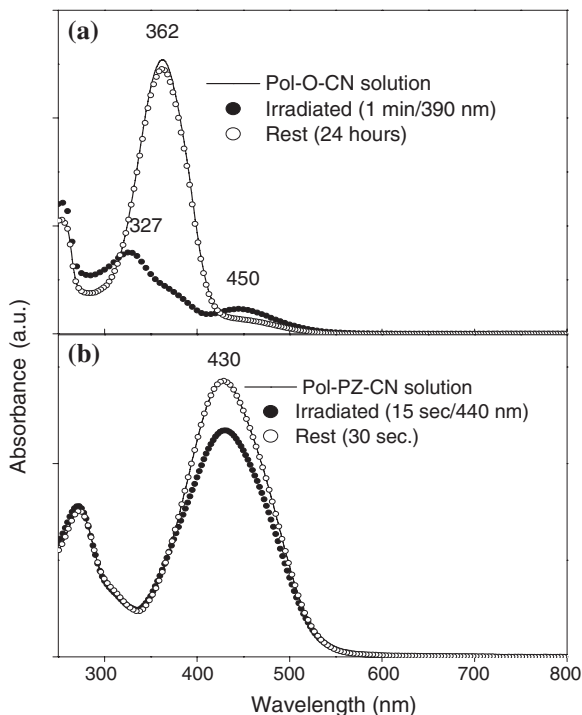 (a)
362
Pol-O-CN solution
Irradiated (1 min/390 nm)
Rest (24 hours)
327
450
(b)
430
Pol-PZ-CN solution
Irradiated (15 sec/440 nm)
Rest (30 sec.)
Absorbance (a.u.)
300 400 500 600 700 800
Wavelength (nm)